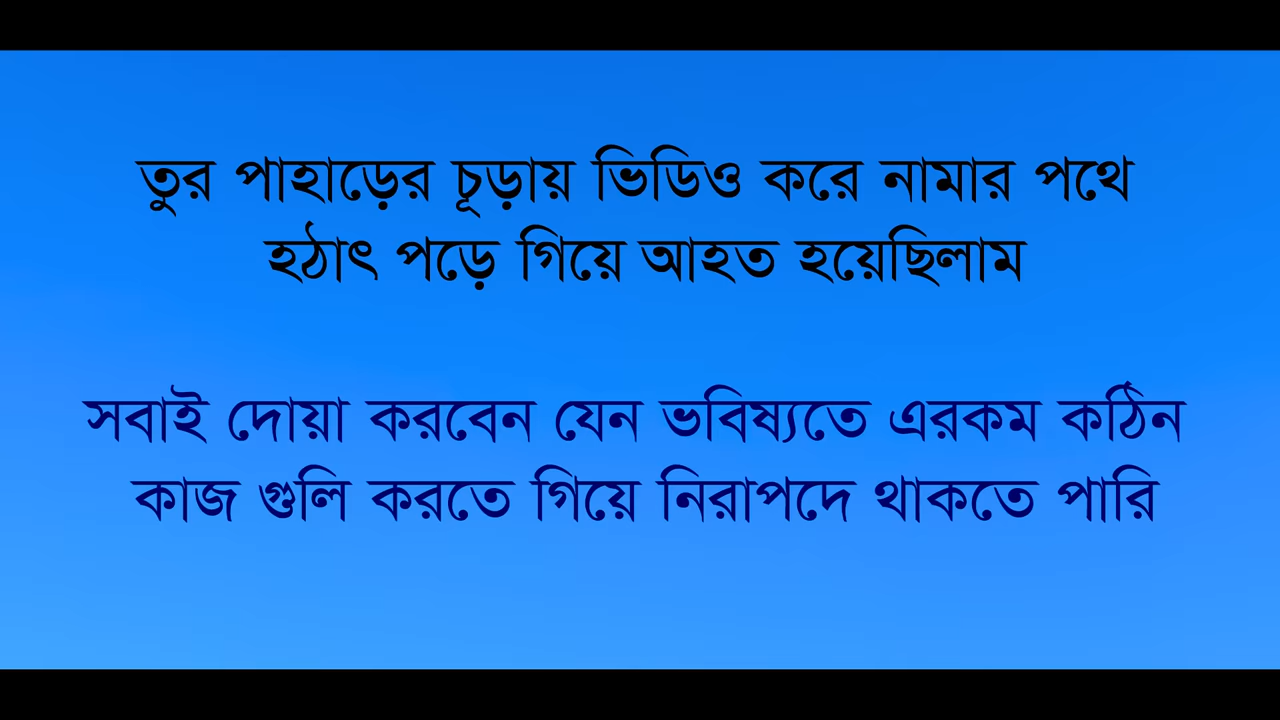 তুর পাহাড়ের চূড়ায় ভিডিও করে নামার পথে
হঠাৎ পড়ে গিয়ে আহত হয়েছিলাম
সবাই দোয়া করবেন যেন ভবিষ্যতে এরকম কঠিন
কাজ গুলি করতে গিয়ে নিরাপদে থাকতে পারি